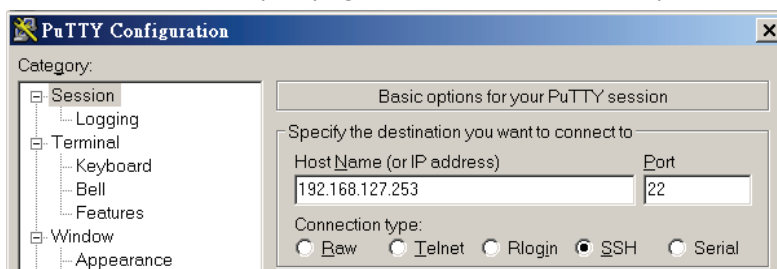 PuTTY Configuration
Category:
Session
Logging
Terminal
Keyboard
Bell
Features
Window
Appearance
Basic options for your PuTTY session
Specify the destination you want to connect to
Host Name (or IP address) Port
192.168.127.253 22
Connection type:
Raw Telnet Rlogin SSH Serial